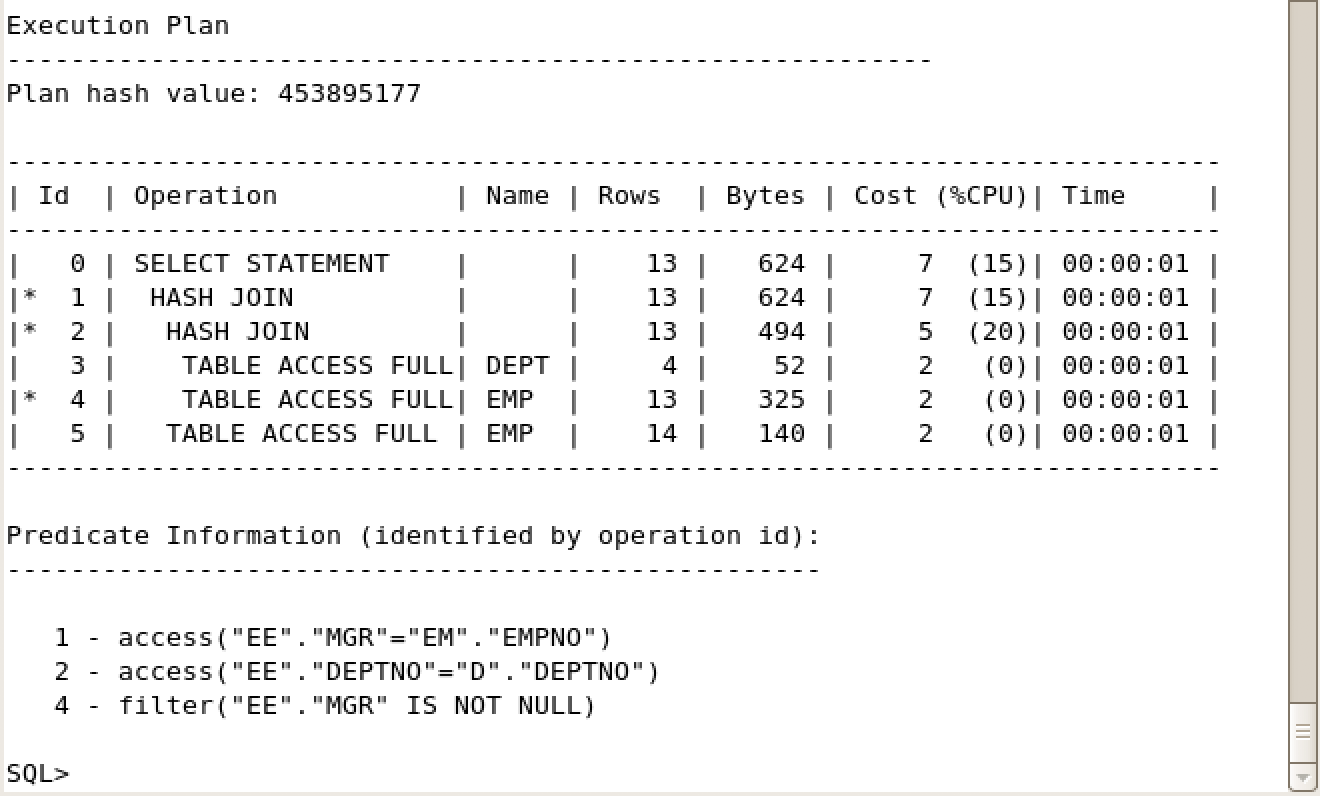 Execution Plan
----------------------------------------------------------
Plan hash value: 453895177
----------------------------------------------------------------------------
| Id  | Operation           | Name | Rows  | Bytes | Cost (%CPU)| Time     |
----------------------------------------------------------------------------
|   0 | SELECT STATEMENT    |      |    13 |   624 |     7  (15)| 00:00:01 |
|*  1 |  HASH JOIN          |      |    13 |   624 |     7  (15)| 00:00:01 |
|*  2 |   HASH JOIN         |      |    13 |   494 |     5  (20)| 00:00:01 |
|   3 |    TABLE ACCESS FULL| DEPT |     4 |    52 |     2   (0)| 00:00:01 |
|*  4 |    TABLE ACCESS FULL| EMP  |    13 |   325 |     2   (0)| 00:00:01 |
|   5 |   TABLE ACCESS FULL | EMP  |    14 |   140 |     2   (0)| 00:00:01 |
----------------------------------------------------------------------------
Predicate Information (identified by operation id):
---------------------------------------------------
   1 - access("EE"."MGR"="EM"."EMPNO")
   2 - access("EE"."DEPTNO"="D"."DEPTNO")
   4 - filter("EE"."MGR" IS NOT NULL)
SQL>